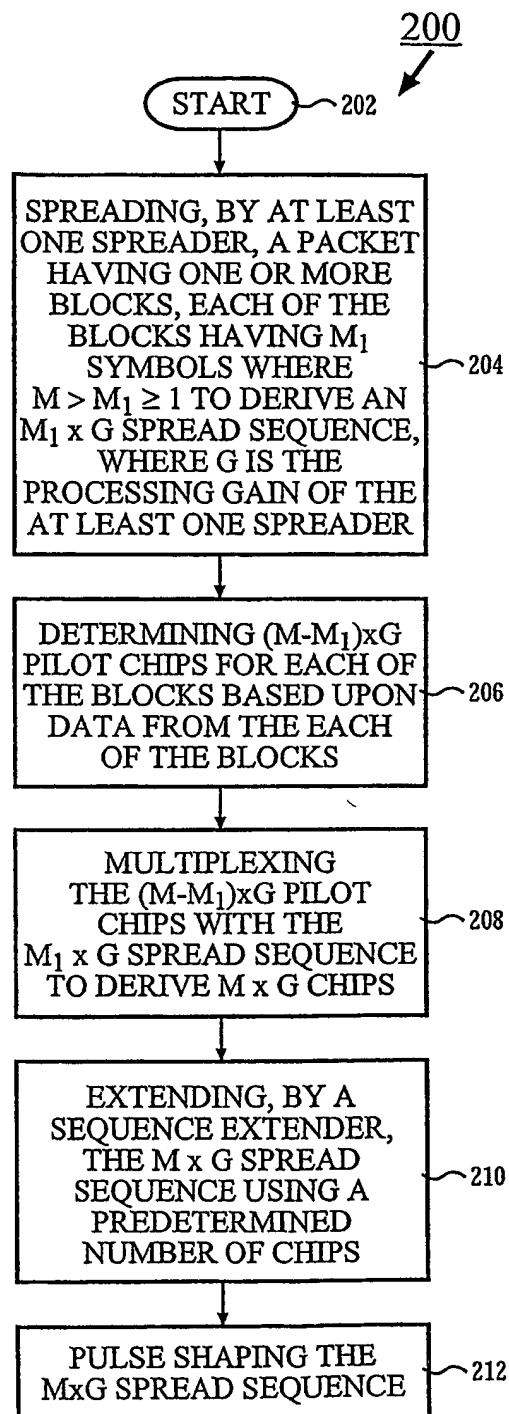 200
START
202
SPREADING, BY AT LEAST
ONE SPREADER, A PACKET
HAVING ONE OR MORE
BLOCKS, EACH OF THE
BLOCKS HAVING M₁
SYMBOLS WHERE
M > M₁ ≥ 1 TO DERIVE AN
M₁ x G SPREAD SEQUENCE,
WHERE G IS THE
PROCESSING GAIN OF THE
AT LEAST ONE SPREADER
204
DETERMINING (M-M₁)xG
PILOT CHIPS FOR EACH OF
THE BLOCKS BASED UPON
DATA FROM THE EACH
OF THE BLOCKS
206
MULTIPLEXING
THE (M-M₁)xG PILOT
CHIPS WITH THE
M₁ x G SPREAD SEQUENCE
TO DERIVE M x G CHIPS
208
EXTENDING, BY A
SEQUENCE EXTENDER,
THE M x G SPREAD
SEQUENCE USING A
PREDETERMINED
NUMBER OF CHIPS
210
PULSE SHAPING THE
MxG SPREAD SEQUENCE
212